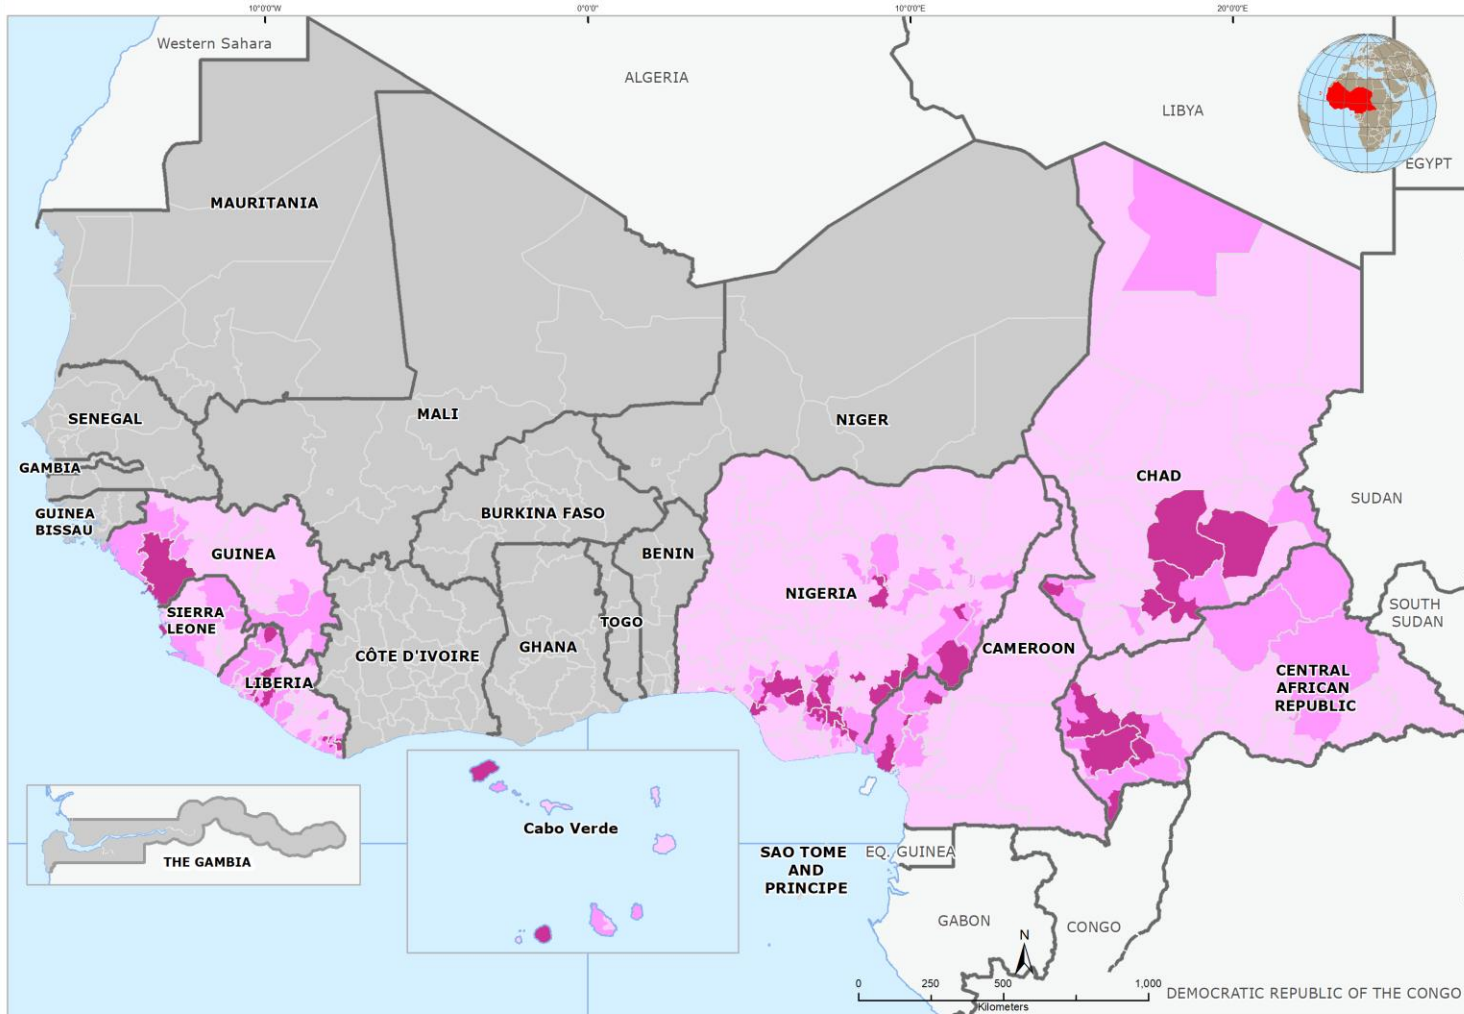 10°0'0"W
0°0'0"
10°0'0"E
20°0'0"E
Western Sahara
ALGERIA
LIBYA
EGYPT
MAURITANIA
SENEGAL
MALI
NIGER
CHAD
SUDAN
GAMBIA
GUINEA
BISSAU
GUINEA
BURKINA FASO
BENIN
NIGERIA
SIERRA
LEONE
LIBERIA
CÔTE D'IVOIRE
GHANA
TOGO
CAMEROON
SOUTH
SUDAN
CENTRAL
AFRICAN
REPUBLIC
Cabo Verde
THE GAMBIA
SAO TOME
AND
PRINCIPE
EQ. GUINEA
GABON
CONGO
N
0 250 500 1,000
Kilometers
DEMOCRATIC REPUBLIC OF THE CONGO